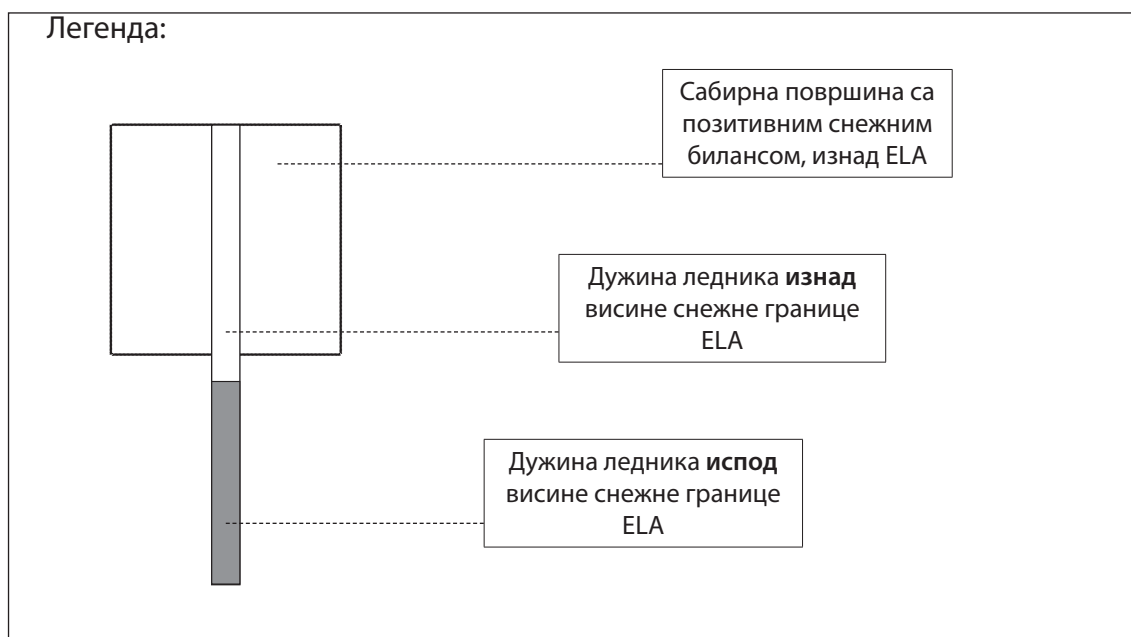 Легенда:
Сабирна површина са
позитивним снежним
билансом, изнад ELA
Дужина ледника изнад
висине снежне границе
ELA
Дужина ледника испод
висине снежне границе
ELA